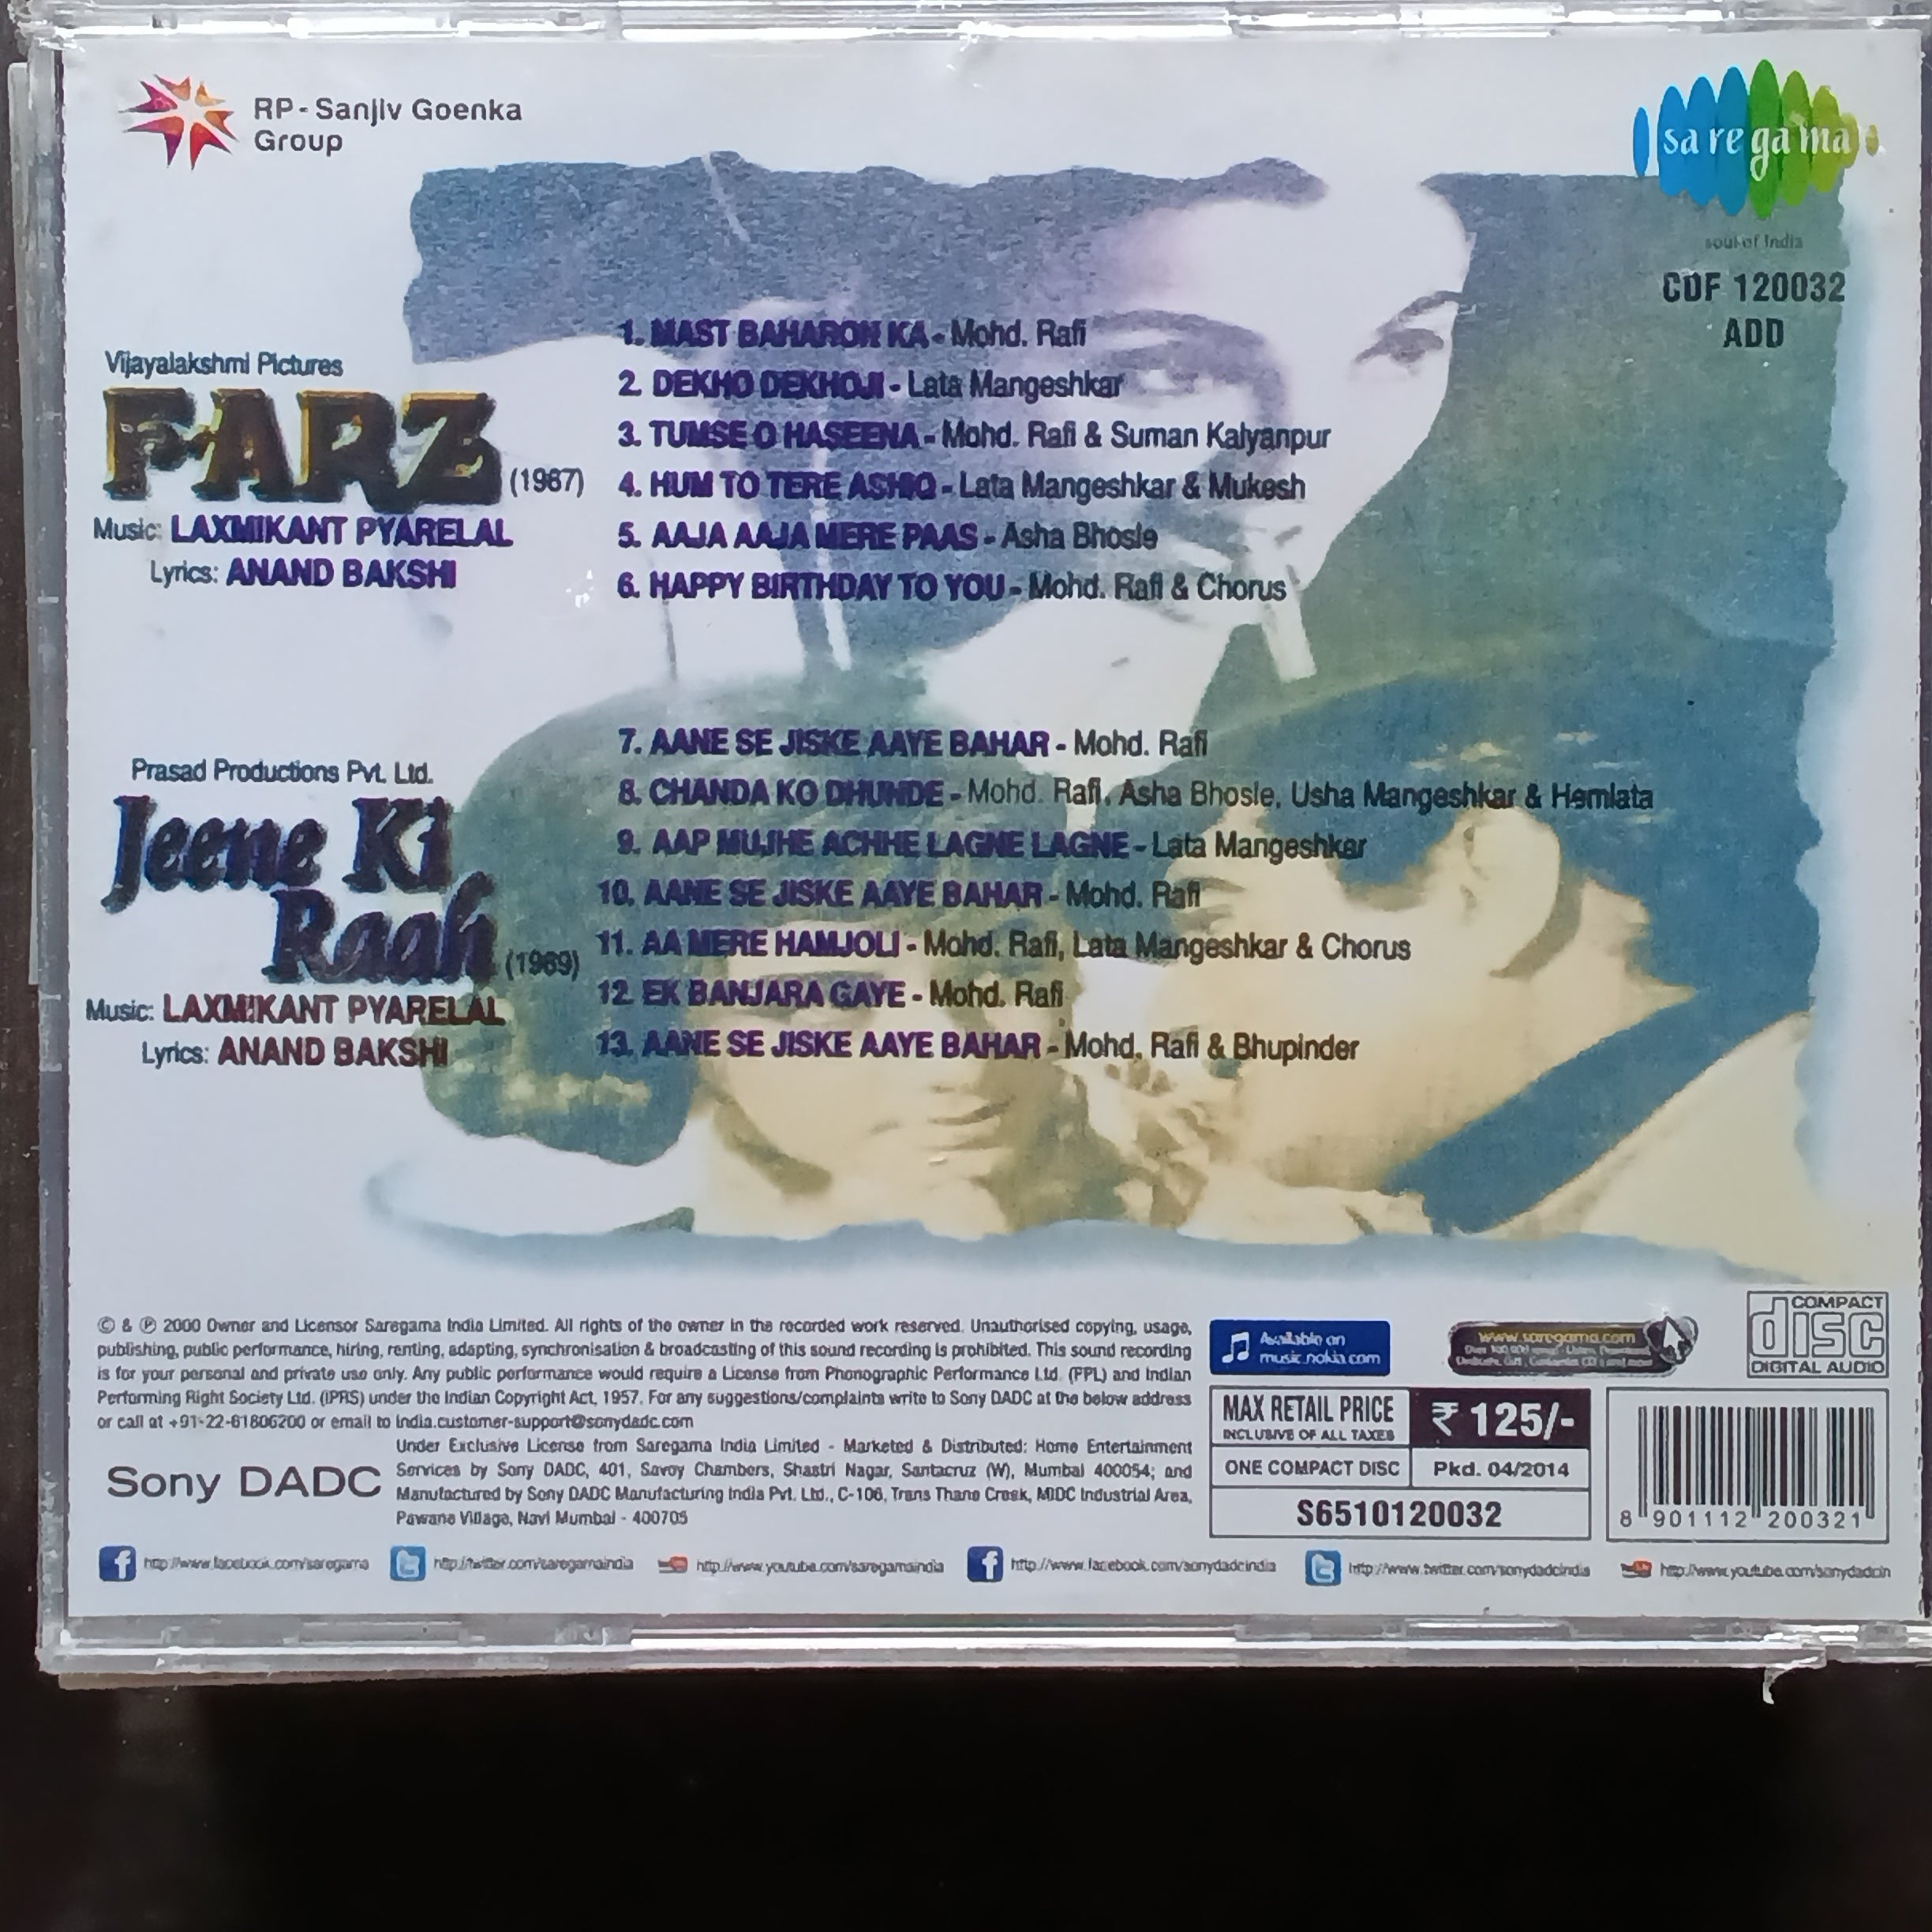 RP-Sanjiv Goenka
Group
sa re ga ma
soul of India
CDF 120032
ADD
Vijayalakshmi Pictures
FARZ (1967)
Music: LAXMIKANT PYARELAL
Lyrics: ANAND BAKSHI
1. MAST BAHARON KA - Mohd. Rafi
2. DEKHO DEKHOJI - Lata Mangeshkar
3. TUMSE O HASEENA - Mohd. Rafi & Suman Kalyanpur
4. HUM TO TERE ASHIQ - Lata Mangeshkar & Mukesh
5. AAJA AAJA MERE PAAS - Asha Bhosle
6. HAPPY BIRTHDAY TO YOU - Mohd. Rafi & Chorus
Prasad Productions Pvt. Ltd.
Jeene Ki
Raah (1969)
Music: LAXMIKANT PYARELAL
Lyrics: ANAND BAKSHI
7. AANE SE JISKE AAYE BAHAR - Mohd. Rafi
8. CHANDA KO DHUNDE - Mohd. Rafi, Asha Bhosle, Usha Mangeshkar & Hemlata
9. AAP MUJHE ACHHE LAGNE LAGNE - Lata Mangeshkar
10. AANE SE JISKE AAYE BAHAR - Mohd. Rafi
11. AA MERE HAMJOLI - Mohd. Rafi, Lata Mangeshkar & Chorus
12. EK BANJARA GAYE - Mohd. Rafi
13. AANE SE JISKE AAYE BAHAR - Mohd. Rafi & Bhupinder
© & ℗ 2000 Owner and Licensor Saregama India Limited. All rights of the owner in the recorded work reserved. Unauthorised copying, usage,
publishing, public performance, hiring, renting, adapting, synchronisation & broadcasting of this sound recording is prohibited. This sound recording
is for your personal and private use only. Any public performance would require a License from Phonographic Performance Ltd. (PPL) and Indian
Performing Right Society Ltd. (IPRS) under the Indian Copyright Act, 1957. For any suggestions/complaints write to Sony DADC at the below address
or call at +91-22-61806200 or email to india.customer-support@sonydadc.com
Sony DADC
Under Exclusive License from Saregama India Limited - Marketed & Distributed: Home Entertainment
Services by Sony DADC, 401, Savoy Chambers, Shastri Nagar, Santacruz (W), Mumbai 400054; and
Manufactured by Sony DADC Manufacturing India Pvt. Ltd., C-106, Trans Thane Creek, MIDC Industrial Area,
Pawane Village, Navi Mumbai - 400705
Available on
music.nokia.com
www.saregama.com
COMPACT
disc
DIGITAL AUDIO
MAX RETAIL PRICE
INCLUSIVE OF ALL TAXES
₹ 125/-
ONE COMPACT DISC
Pkd. 04/2014
S6510120032
8 901112 200321
http://www.facebook.com/saregama
http://twitter.com/saregamaindia
http://www.youtube.com/saregamaindia
http://www.facebook.com/sonydadcindia
http://www.twitter.com/sonydadcindia
http://www.youtube.com/sonydadcin